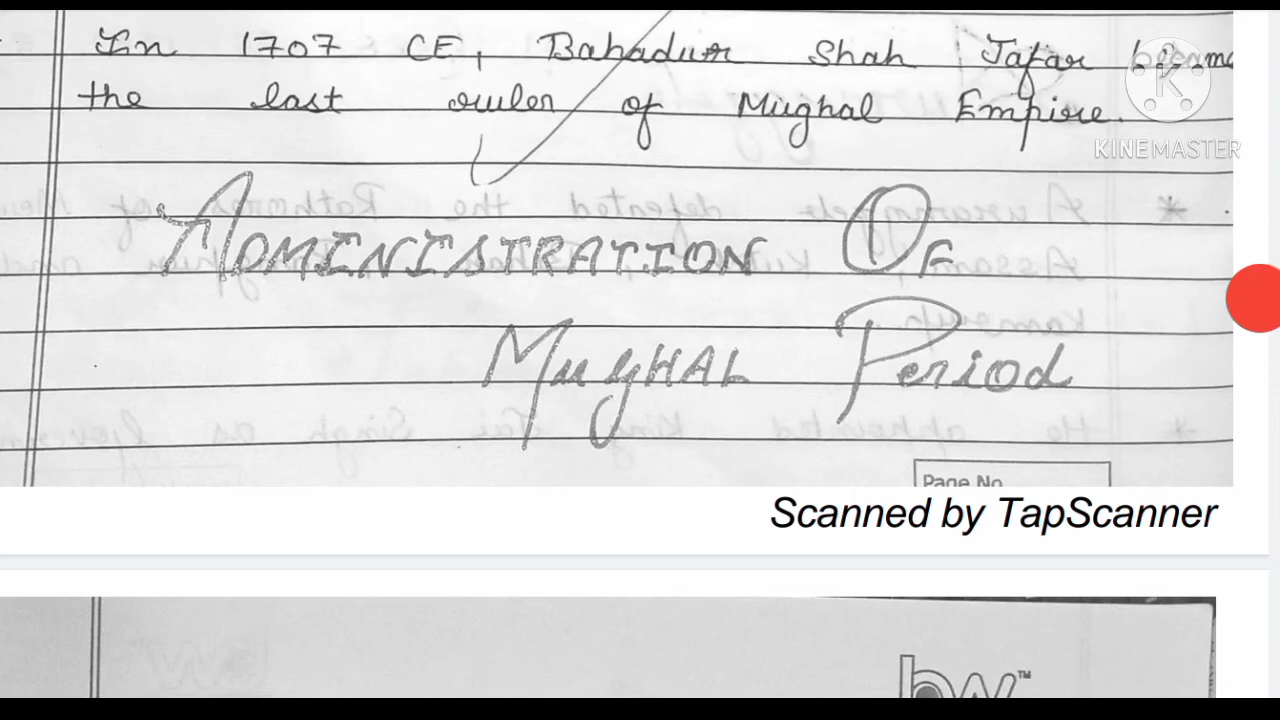 In 1707 CE, Bahadur Shah Jafar became
the last ruler of Mughal Empire.
KINEMASTER
ADMINISTRATION OF
MughAL Period
Page No
Scanned by TapScanner
bw™